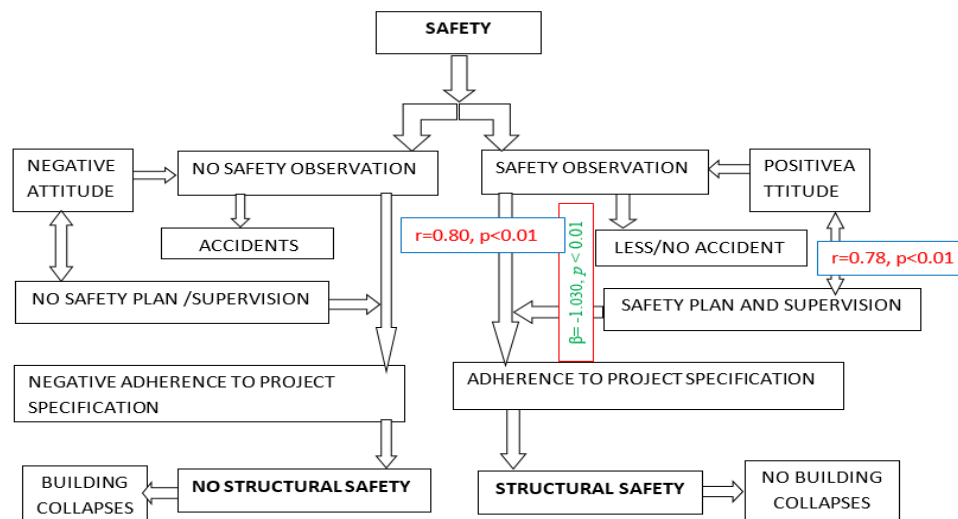 SAFETY
NEGATIVE
ATTITUDE
NO SAFETY OBSERVATION
SAFETY OBSERVATION
POSITIVEA
TTITUDE
ACCIDENTS
r=0.80, p<0.01
β= -1.030, p < 0.01
LESS/NO ACCIDENT
r=0.78, p<0.01
NO SAFETY PLAN /SUPERVISION
SAFETY PLAN AND SUPERVISION
NEGATIVE ADHERENCE TO PROJECT
SPECIFICATION
ADHERENCE TO PROJECT SPECIFICATION
BUILDING
COLLAPSES
NO STRUCTURAL SAFETY
STRUCTURAL SAFETY
NO BUILDING
COLLAPSES